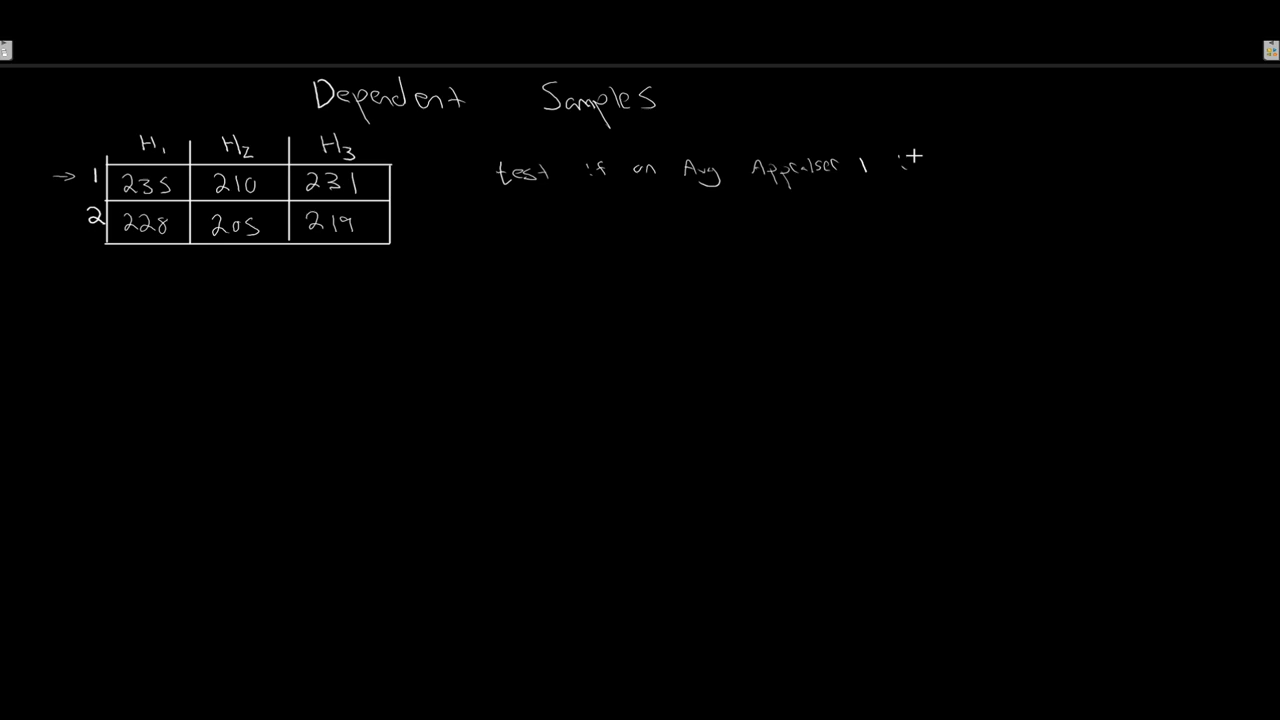 Dependent Samples
H1 H2 H3
1 235 210 231
2 228 205 219
test if on Avg Appraiser 1 i